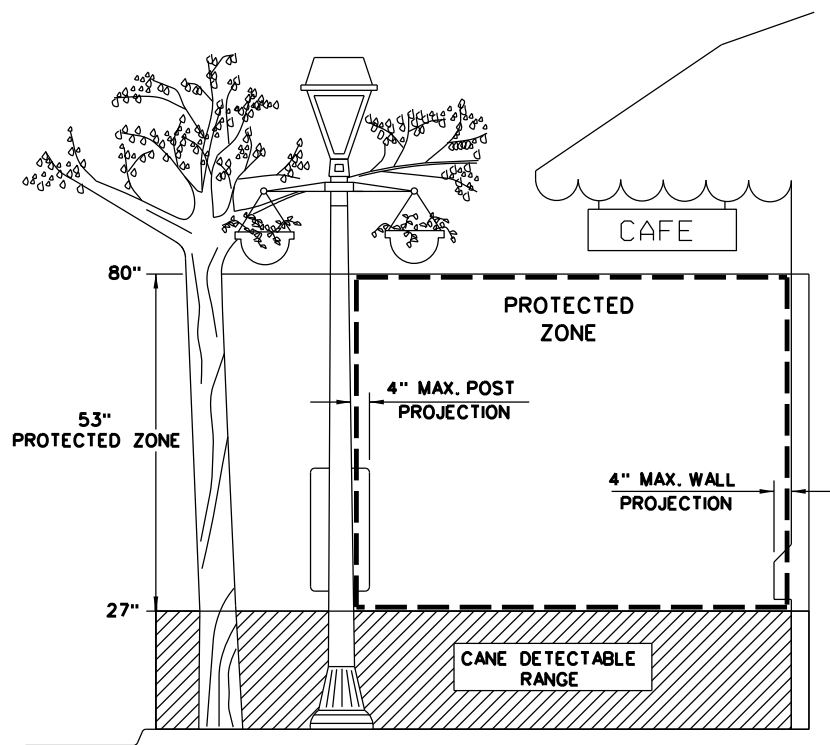 CAFE
80"
PROTECTED
ZONE
4" MAX. POST
PROJECTION
53"
PROTECTED ZONE
4" MAX. WALL
PROJECTION
27"
CANE DETECTABLE
RANGE